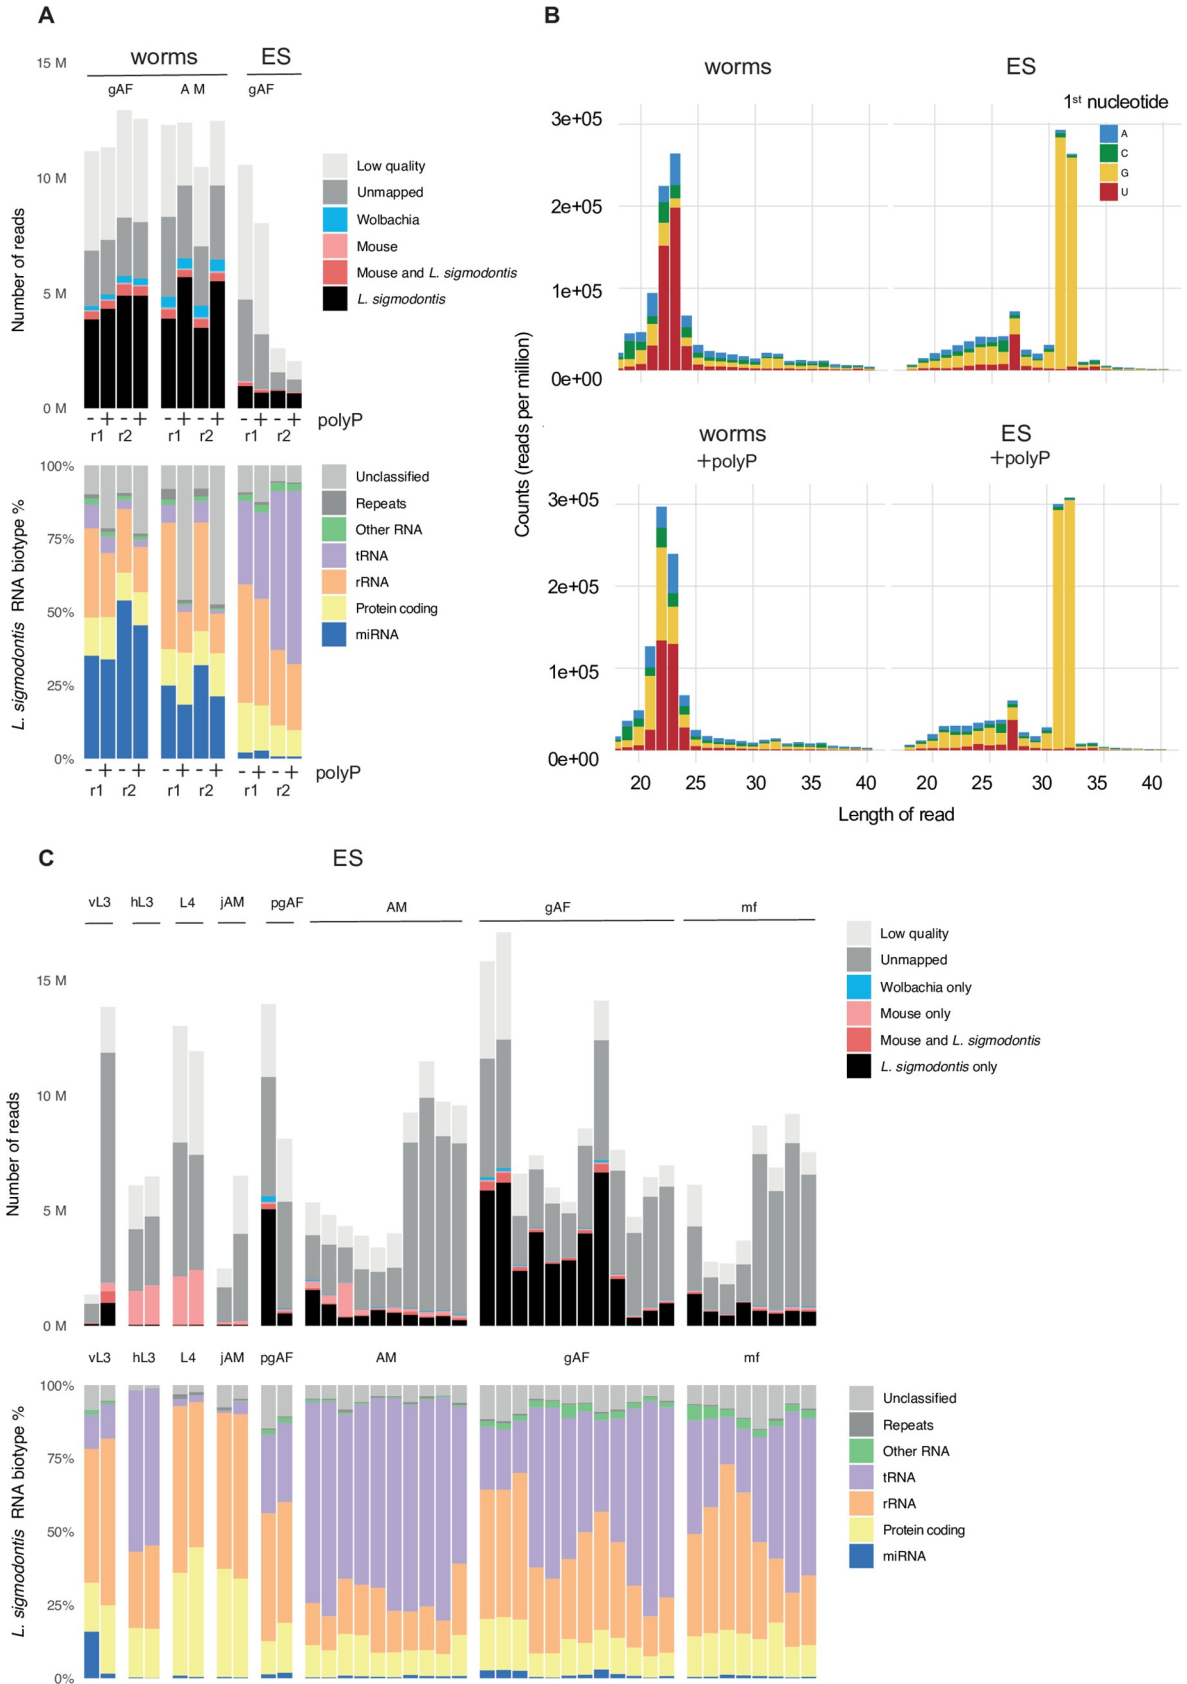 A
worms
ES
gAF
A M
gAF
15 M
10 M
5 M
0 M
Number of reads
Low quality
Unmapped
Wolbachia
Mouse
Mouse and L. sigmodontis
L. sigmodontis
- + - + - + - + - + - + polyP
r1 r2 r1 r2 r1 r2
100%
75%
50%
25%
0%
L. sigmodontis RNA biotype %
Unclassified
Repeats
Other RNA
tRNA
rRNA
Protein coding
miRNA
- + - + - + - + - + - + polyP
r1 r2 r1 r2 r1 r2
B
worms
ES
1st nucleotide
A
C
G
U
3e+05
2e+05
1e+05
0e+00
Counts (reads per million)
worms
+polyP
ES
+polyP
3e+05
2e+05
1e+05
0e+00
20 25 30 35 40
20 25 30 35 40
Length of read
C
ES
vL3 hL3 L4 jAM pgAF AM gAF mf
15 M
10 M
5 M
0 M
Number of reads
Low quality
Unmapped
Wolbachia only
Mouse only
Mouse and L. sigmodontis
L. sigmodontis only
vL3 hL3 L4 jAM pgAF AM gAF mf
100%
75%
50%
25%
0%
L. sigmodontis RNA biotype %
Unclassified
Repeats
Other RNA
tRNA
rRNA
Protein coding
miRNA